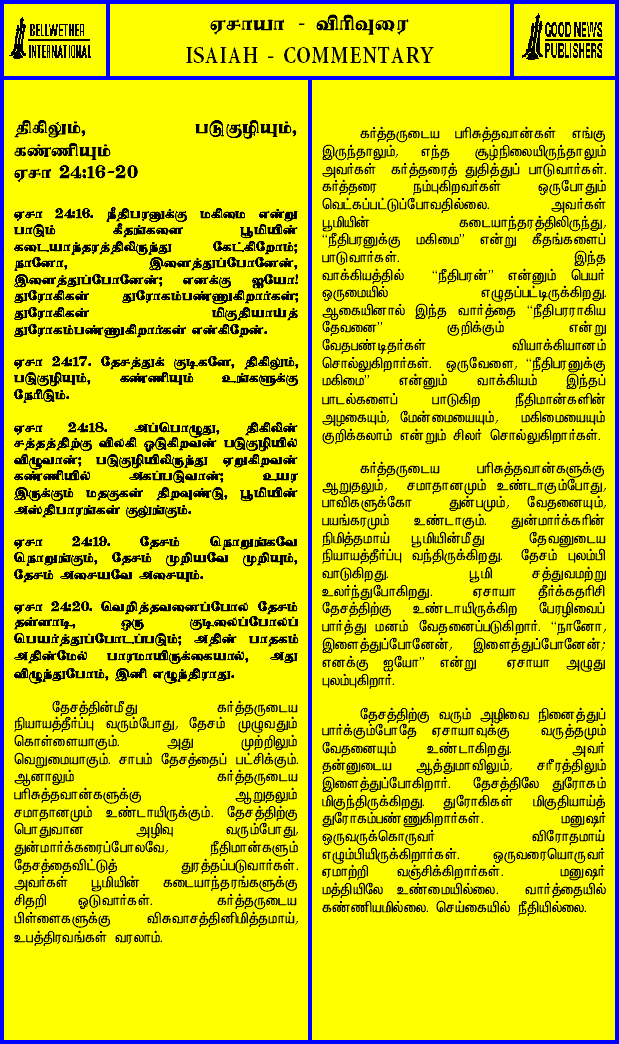 BELLWETHER
INTERNATIONAL
ஏசாயா - விரிவுரை
ISAIAH - COMMENTARY
GOOD NEWS
PUBLISHERS
திகிலும், படுகுழியும்,
கண்ணியும்
ஏசா 24:16-20
ஏசா 24:16. நீதிபரனுக்கு மகிமை என்று
பாடும் கீதங்களை பூமியின்
கடையாந்தரத்திலிருந்து கேட்கிறோம்;
நானோ, இளைத்துப்போனேன்,
இளைத்துப்போனேன்; எனக்கு ஐயோ!
துரோகிகள் துரோகம்பண்ணுகிறார்கள்;
துரோகிகள் மிகுதியாய்த்
துரோகம்பண்ணுகிறார்கள் என்கிறேன்.
ஏசா 24:17. தேசத்துக் குடிகளே, திகிலும்,
படுகுழியும், கண்ணியும் உங்களுக்கு
நேரிடும்.
ஏசா 24:18. அப்பொழுது, திகிலின்
சத்தத்திற்கு விலகி ஓடுகிறவன் படுகுழியில்
விழுவான்; படுகுழியிலிருந்து ஏறுகிறவன்
கண்ணியில் அகப்படுவான்; உயர
இருக்கும் மதகுகள் திறவுண்டு, பூமியின்
அஸ்திபாரங்கள் குலுங்கும்.
ஏசா 24:19. தேசம் நொறுங்கவே
நொறுங்கும், தேசம் முறியவே முறியும்,
தேசம் அசையவே அசையும்.
ஏசா 24:20. வெறித்தவனைப்போல தேசம்
தள்ளாடி, ஒரு குடிலைப்போலப்
பெயர்த்துப்போடப்படும்; அதின் பாதகம்
அதின்மேல் பாரமாயிருக்கையால், அது
விழுந்துபோம், இனி எழுந்திராது.
தேசத்தின்மீது கர்த்தருடைய
நியாயத்தீர்ப்பு வரும்போது, தேசம் முழுவதும்
கொள்ளையாகும். அது முற்றிலும்
வெறுமையாகும். சாபம் தேசத்தைப் பட்சிக்கும்.
ஆனாலும் கர்த்தருடைய
பரிசுத்தவான்களுக்கு ஆறுதலும்
சமாதானமும் உண்டாயிருக்கும். தேசத்திற்கு
பொதுவான அழிவு வரும்போது,
துன்மார்க்கரைப்போலவே, நீதிமான்களும்
தேசத்தைவிட்டுத் துரத்தப்படுவார்கள்.
அவர்கள் பூமியின் கடையாந்தரங்களுக்கு
சிதறி ஓடுவார்கள். கர்த்தருடைய
பிள்ளைகளுக்கு விசுவாசத்தினிமித்தமாய்,
உபத்திரவங்கள் வரலாம்.
கர்த்தருடைய பரிசுத்தவான்கள் எங்கு
இருந்தாலும், எந்த சூழ்நிலையிருந்தாலும்
அவர்கள் கர்த்தரைத் துதித்துப் பாடுவார்கள்.
கர்த்தரை நம்புகிறவர்கள் ஒருபோதும்
வெட்கப்பட்டுப்போவதில்லை. அவர்கள்
பூமியின் கடையாந்தரத்திலிருந்து,
“நீதிபரனுக்கு மகிமை” என்று கீதங்களைப்
பாடுவார்கள். இந்த
வாக்கியத்தில் “நீதிபரன்” என்னும் பெயர்
ஒருமையில் எழுதப்பட்டிருக்கிறது.
ஆகையினால் இந்த வார்த்தை “நீதிபரராகிய
தேவனை” குறிக்கும் என்று
வேதபண்டிதர்கள் வியாக்கியானம்
சொல்லுகிறார்கள். ஒருவேளை, “நீதிபரனுக்கு
மகிமை” என்னும் வாக்கியம் இந்தப்
பாடல்களைப் பாடுகிற நீதிமான்களின்
அழகையும், மேன்மையையும், மகிமையையும்
குறிக்கலாம் என்றும் சிலர் சொல்லுகிறார்கள்.
கர்த்தருடைய பரிசுத்தவான்களுக்கு
ஆறுதலும், சமாதானமும் உண்டாகும்போது,
பாவிகளுக்கோ துன்பமும், வேதனையும்,
பயங்கரமும் உண்டாகும். துன்மார்க்கரின்
நிமித்தமாய் பூமியின்மீது தேவனுடைய
நியாயத்தீர்ப்பு வந்திருக்கிறது. தேசம் புலம்பி
வாடுகிறது. பூமி சத்துவமற்று
உலர்ந்துபோகிறது. ஏசாயா தீர்க்கதரிசி
தேசத்திற்கு உண்டாயிருக்கிற பேரழிவைப்
பார்த்து மனம் வேதனைப்படுகிறார். “நானோ,
இளைத்துப்போனேன், இளைத்துப்போனேன்;
எனக்கு ஐயோ” என்று ஏசாயா அழுது
புலம்புகிறார்.
தேசத்திற்கு வரும் அழிவை நினைத்துப்
பார்க்கும்போதே ஏசாயாவுக்கு வருத்தமும்
வேதனையும் உண்டாகிறது. அவர்
தன்னுடைய ஆத்துமாவிலும், சரீரத்திலும்
இளைத்துப்போகிறார். தேசத்திலே துரோகம்
மிகுந்திருக்கிறது. துரோகிகள் மிகுதியாய்த்
துரோகம்பண்ணுகிறார்கள். மனுஷர்
ஒருவருக்கொருவர் விரோதமாய்
எழும்பியிருக்கிறார்கள். ஒருவரையொருவர்
ஏமாற்றி வஞ்சிக்கிறார்கள். மனுஷர்
மத்தியிலே உண்மையில்லை. வார்த்தையில்
கண்ணியமில்லை. செய்கையில் நீதியில்லை.